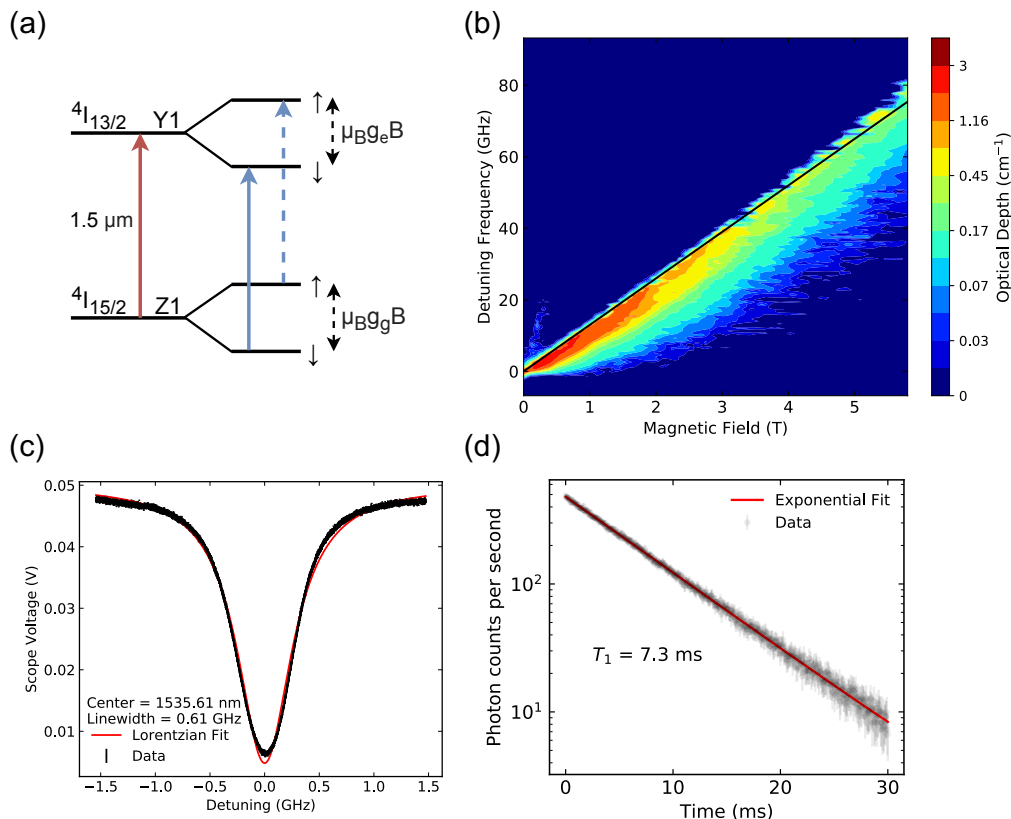 (a)
⁴I₁₃/₂ Y1
↑
↓
μ_Bg_eB
1.5 μm
⁴I₁₅/₂ Z1
↑
↓
μ_Bg_gB
(b)
Detuning Frequency (GHz)
80
60
40
20
0
0 1 2 3 4 5
Magnetic Field (T)
3
1.16
0.45
0.17
0.07
0.03
0
Optical Depth (cm⁻¹)
(c)
Scope Voltage (V)
0.05
0.04
0.03
0.02
0.01
Center = 1535.61 nm
Linewidth = 0.61 GHz
Lorentzian Fit
Data
−1.5 −1.0 −0.5 0.0 0.5 1.0 1.5
Detuning (GHz)
(d)
Photon counts per second
10²
10¹
Exponential Fit
Data
T₁ = 7.3 ms
0 10 20 30
Time (ms)